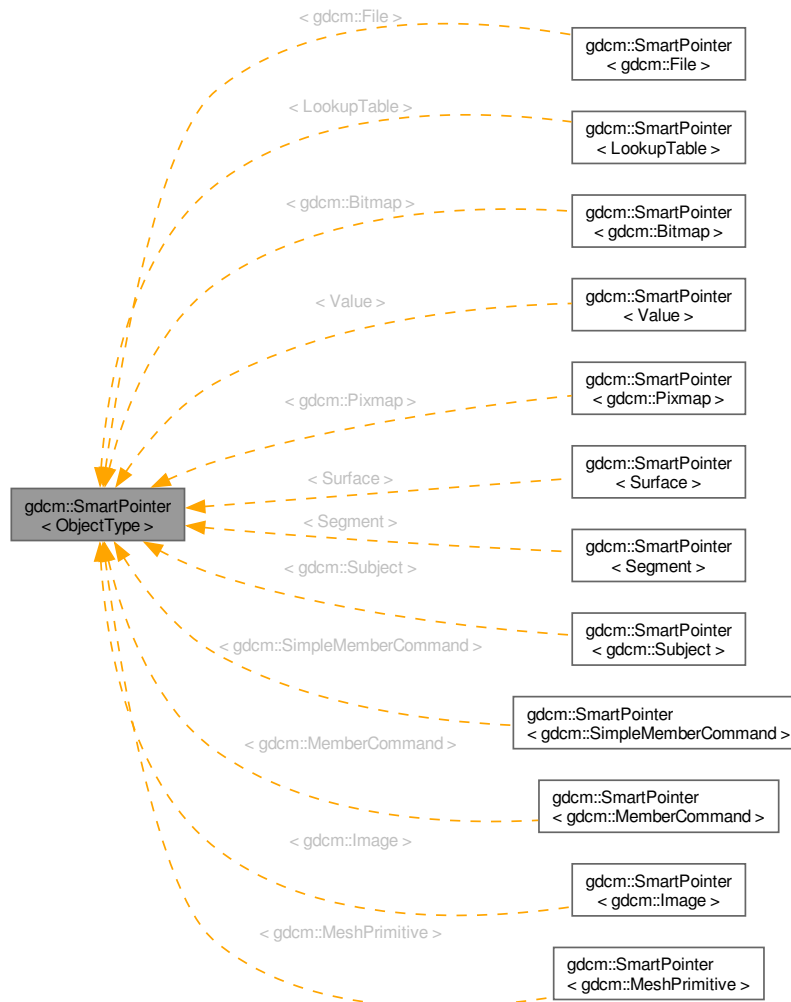 < gdcm::File >
gdcm::SmartPointer
< gdcm::File >
< LookupTable >
gdcm::SmartPointer
< LookupTable >
< gdcm::Bitmap >
gdcm::SmartPointer
< gdcm::Bitmap >
< Value >
gdcm::SmartPointer
< Value >
< gdcm::Pixmap >
gdcm::SmartPointer
< gdcm::Pixmap >
< Surface >
gdcm::SmartPointer
< Surface >
gdcm::SmartPointer
< ObjectType >
< Segment >
gdcm::SmartPointer
< Segment >
< gdcm::Subject >
gdcm::SmartPointer
< gdcm::Subject >
< gdcm::SimpleMemberCommand >
gdcm::SmartPointer
< gdcm::SimpleMemberCommand >
< gdcm::MemberCommand >
gdcm::SmartPointer
< gdcm::MemberCommand >
< gdcm::Image >
gdcm::SmartPointer
< gdcm::Image >
< gdcm::MeshPrimitive >
gdcm::SmartPointer
< gdcm::MeshPrimitive >